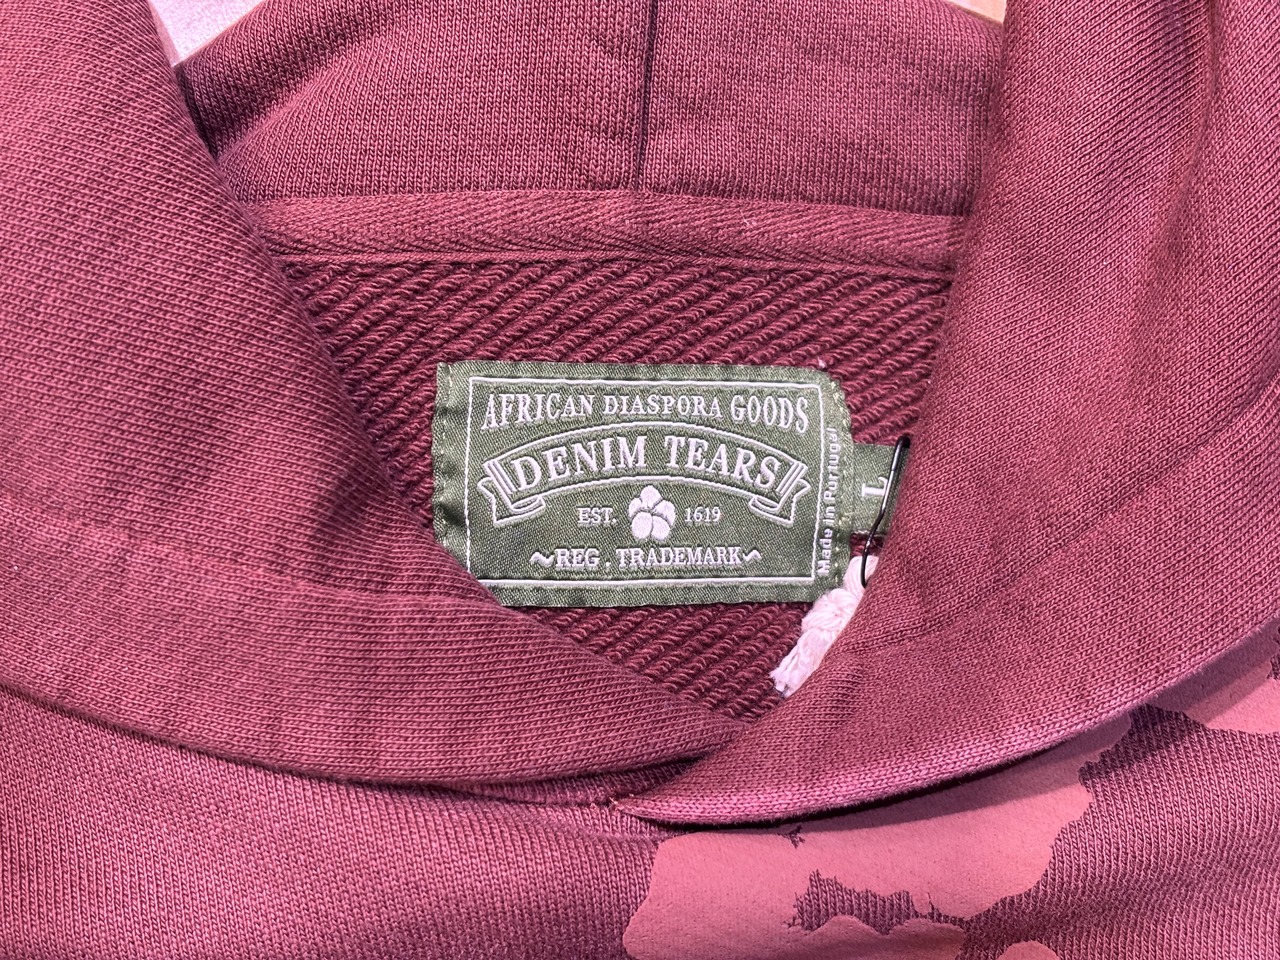 AFRICAN DIASPORA GOODS
DENIM TEARS
EST. 1619
~REG. TRADEMARK~
Made in Portugal
L